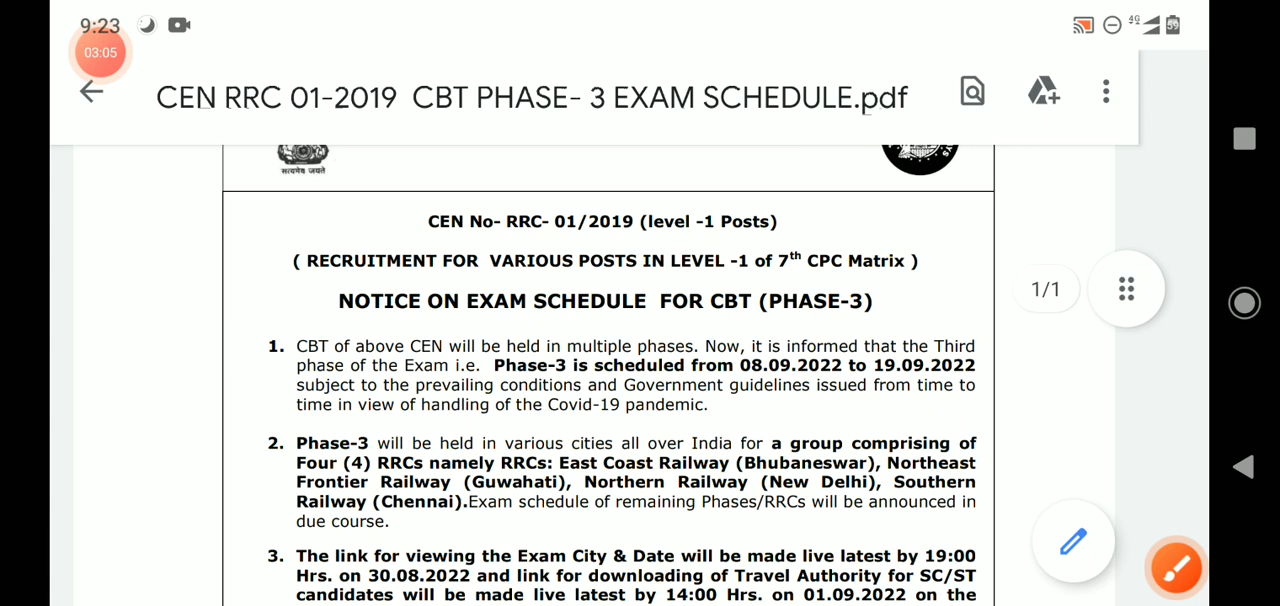 9:23
03:05
4G
59
CEN RRC 01-2019 CBT PHASE- 3 EXAM SCHEDULE.pdf
सत्यमेव जयते
CEN No- RRC- 01/2019 (level -1 Posts)
( RECRUITMENT FOR VARIOUS POSTS IN LEVEL -1 of 7th CPC Matrix )
NOTICE ON EXAM SCHEDULE FOR CBT (PHASE-3)
1/1
1. CBT of above CEN will be held in multiple phases. Now, it is informed that the Third
phase of the Exam i.e. Phase-3 is scheduled from 08.09.2022 to 19.09.2022
subject to the prevailing conditions and Government guidelines issued from time to
time in view of handling of the Covid-19 pandemic.
2. Phase-3 will be held in various cities all over India for a group comprising of
Four (4) RRCs namely RRCs: East Coast Railway (Bhubaneswar), Northeast
Frontier Railway (Guwahati), Northern Railway (New Delhi), Southern
Railway (Chennai).Exam schedule of remaining Phases/RRCs will be announced in
due course.
3. The link for viewing the Exam City & Date will be made live latest by 19:00
Hrs. on 30.08.2022 and link for downloading of Travel Authority for SC/ST
candidates will be made live latest by 14:00 Hrs. on 01.09.2022 on the